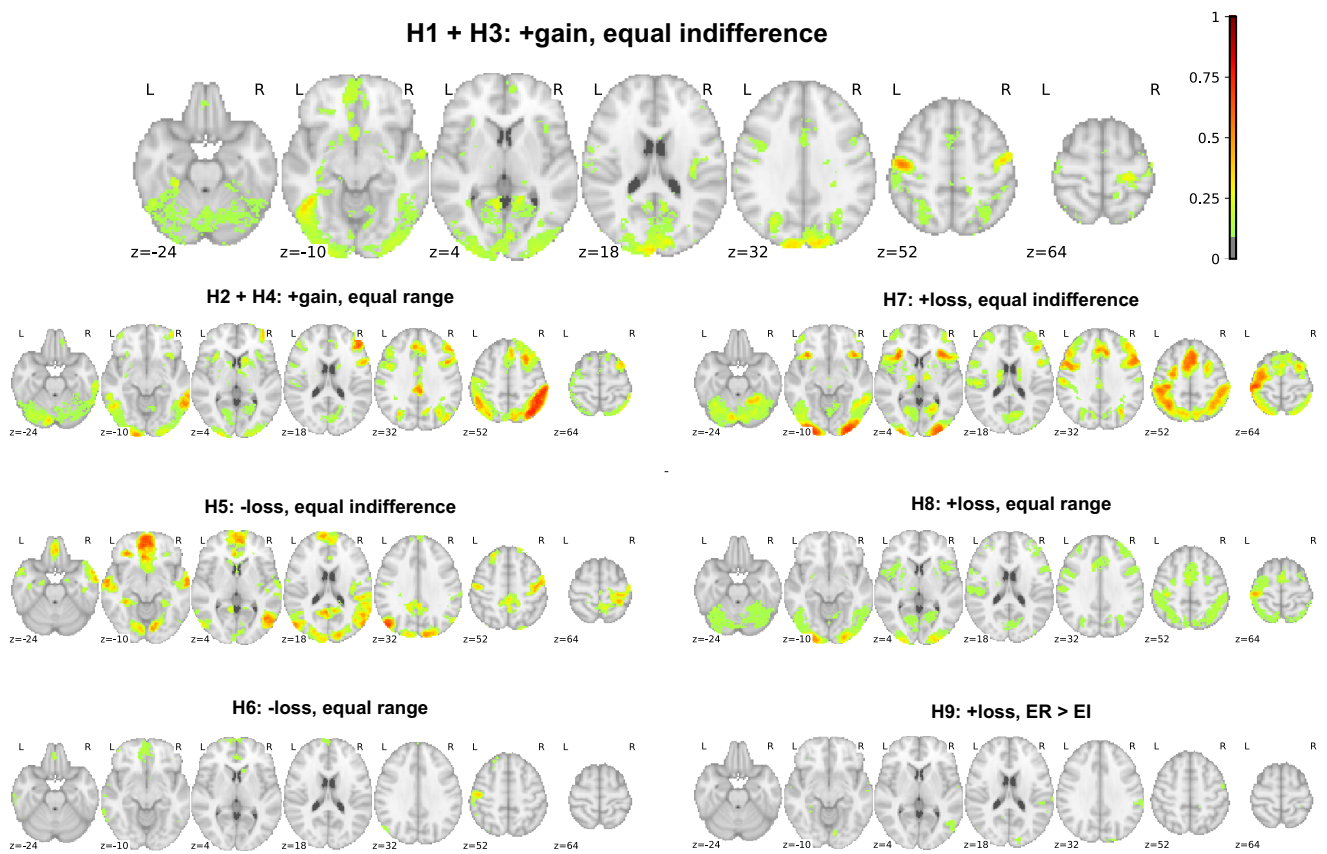 H1 + H3: +gain, equal indifference
1
0.75
0.5
0.25
0
L R L R L R
z=-24 z=-10 z=4 z=18 z=32 z=52 z=64
H2 + H4: +gain, equal range
L R L R L R
z=-24 z=-10 z=4 z=18 z=32 z=52 z=64
H7: +loss, equal indifference
L R L R L R
z=-24 z=-10 z=4 z=18 z=32 z=52 z=64
-
H5: -loss, equal indifference
L R L R L R
z=-24 z=-10 z=4 z=18 z=32 z=52 z=64
H8: +loss, equal range
L R L R L R
z=-24 z=-10 z=4 z=18 z=32 z=52 z=64
H6: -loss, equal range
L R L R L R
z=-24 z=-10 z=4 z=18 z=32 z=52 z=64
H9: +loss, ER > EI
L R L R L R
z=-24 z=-10 z=4 z=18 z=32 z=52 z=64